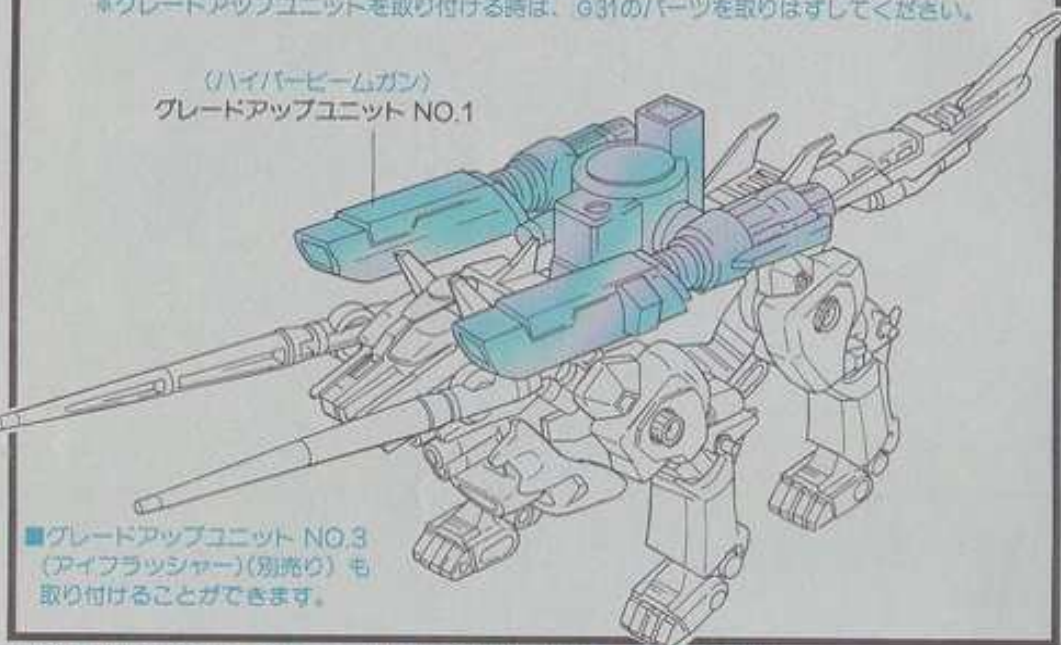 ※グレードアップユニットを取り付ける時は、G31のパーツを取りはずしてください。
(ハイパービームガン)
グレードアップユニット NO.1
■グレードアップユニット NO.3
(アイフラッシャー)(別売り) も
取り付けることができます。